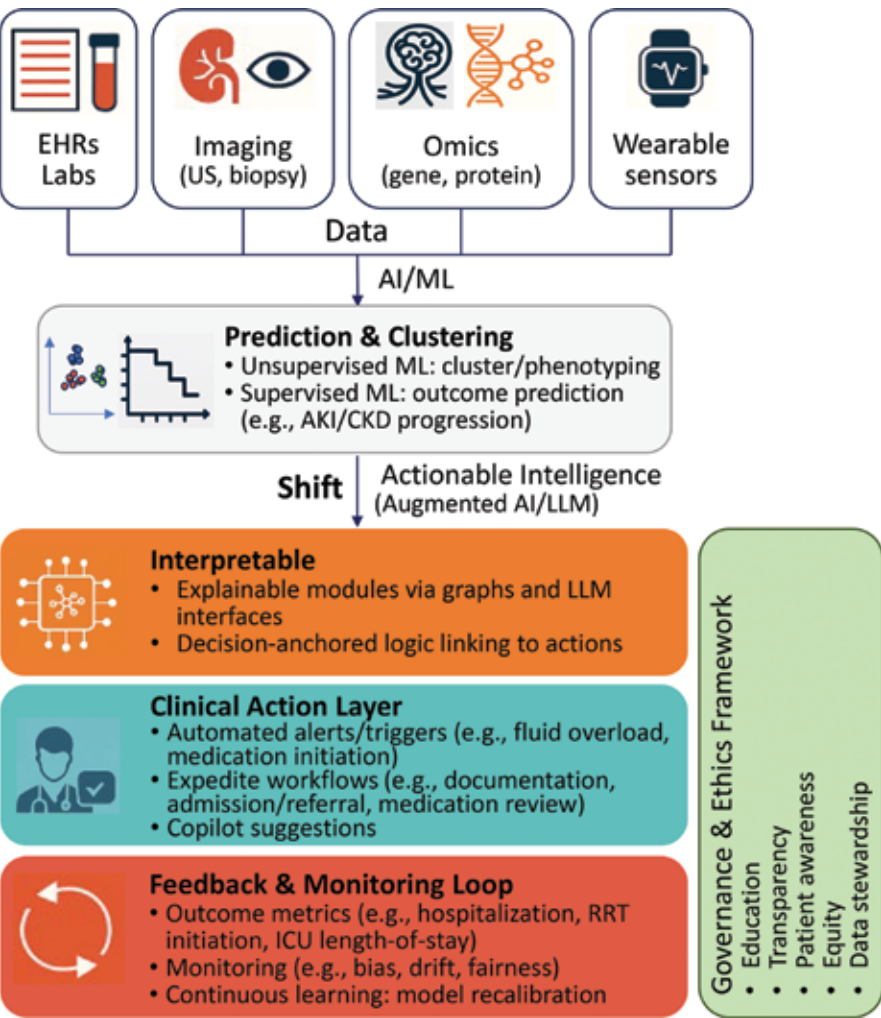 EHRs
Labs
Imaging
(US, biopsy)
Omics
(gene, protein)
Wearable
sensors
Data
AI/ML
Prediction & Clustering
• Unsupervised ML: cluster/phenotyping
• Supervised ML: outcome prediction
(e.g., AKI/CKD progression)
Shift
Actionable Intelligence
(Augmented AI/LLM)
Interpretable
• Explainable modules via graphs and LLM
interfaces
• Decision-anchored logic linking to actions
Clinical Action Layer
• Automated alerts/triggers (e.g., fluid overload,
medication initiation)
• Expedite workflows (e.g., documentation,
admission/referral, medication review)
• Copilot suggestions
Feedback & Monitoring Loop
• Outcome metrics (e.g., hospitalization, RRT
initiation, ICU length-of-stay)
• Monitoring (e.g., bias, drift, fairness)
• Continuous learning: model recalibration
Governance & Ethics Framework
• Education
• Transparency
• Patient awareness
• Equity
• Data stewardship